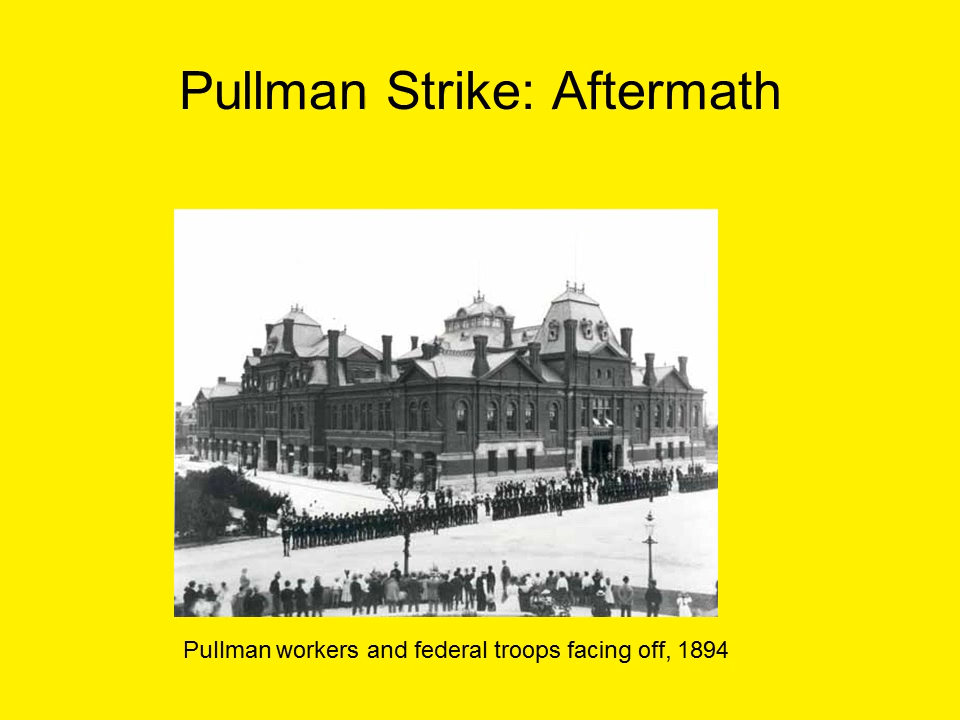 Pullman Strike: Aftermath
Pullman workers and federal troops facing off, 1894